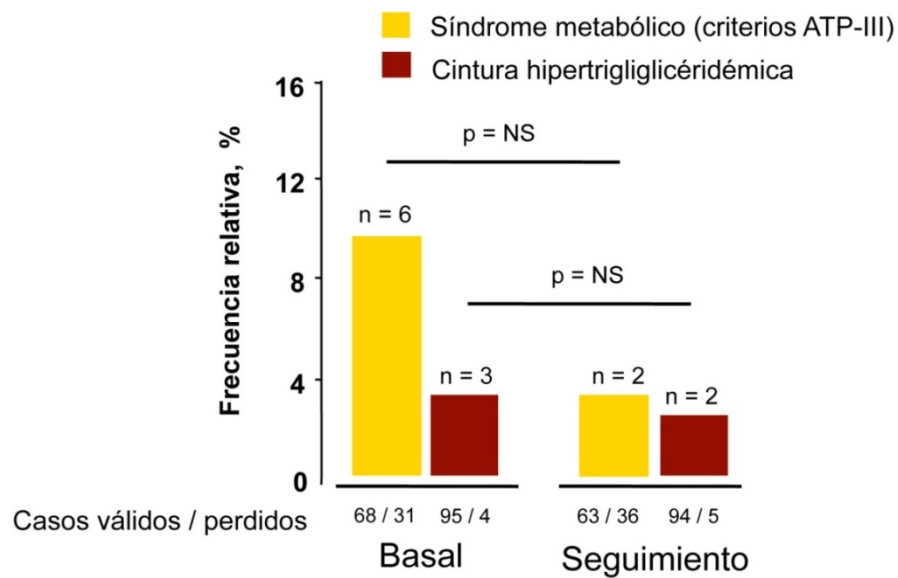 Síndrome metabólico (criterios ATP-III)
Cintura hipertrigliglicéridémica
Frecuencia relativa, %
16
12
8
4
0
p = NS
n = 6
p = NS
n = 3
n = 2
n = 2
Casos válidos / perdidos
68 / 31
95 / 4
63 / 36
94 / 5
Basal
Seguimiento